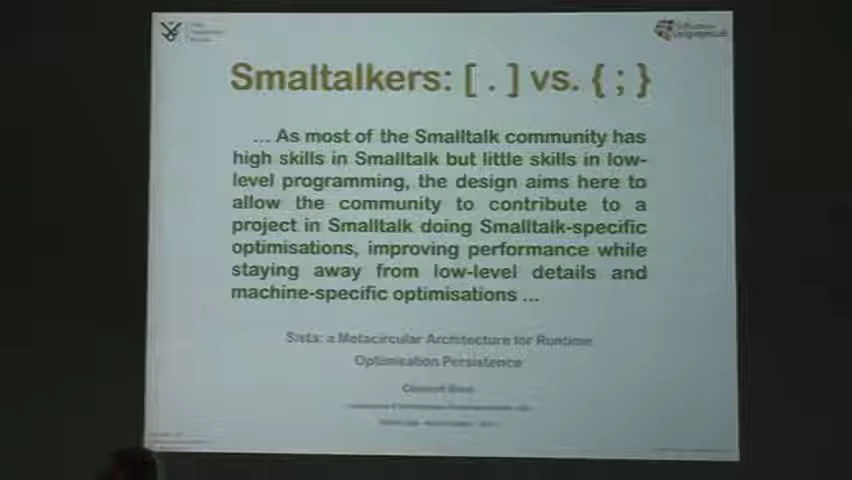 Smaltalkers: [ . ] vs. { ; }
... As most of the Smalltalk community has
high skills in Smalltalk but little skills in low-
level programming, the design aims here to
allow the community to contribute to a
project in Smalltalk doing Smalltalk-specific
optimisations, improving performance while
staying away from low-level details and
machine-specific optimisations ...
Sista: a Metacircular Architecture for Runtime
Optimisation Persistence